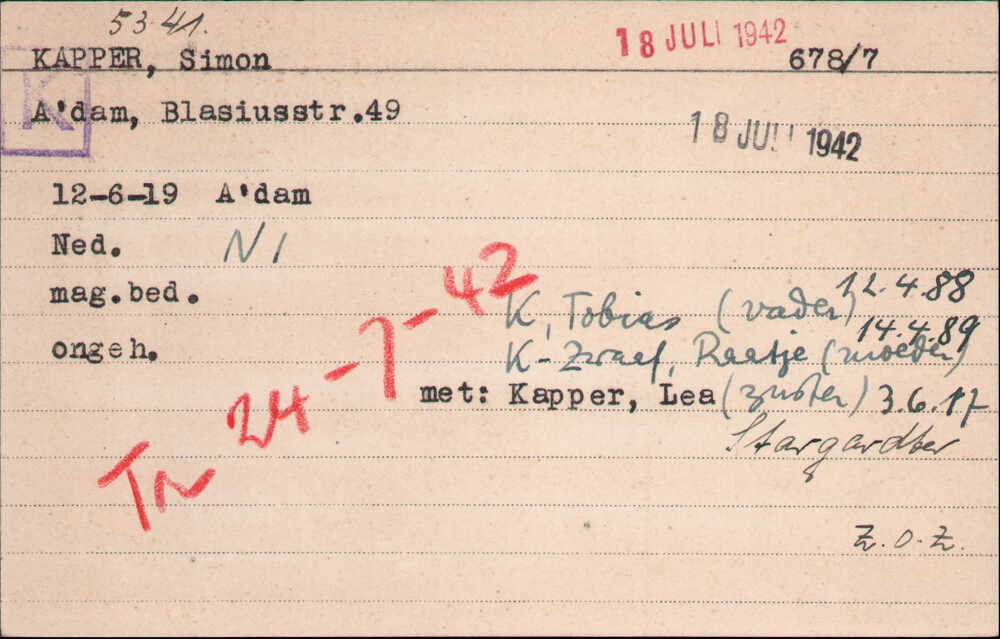 53 41.
18 JULI 1942
KAPPER, Simon 678/7
K
A'dam, Blasiusstr.49
18 JULI 1942
12-6-19 A'dam
Ned. N I
mag.bed.
K, Tobias (vader) 12.4.88
ongeh.
K-Zwaaf, Raatje (moeder) 14.4.89
met: Kapper, Lea (zuster) 3.6.17
Tr 24-7-42
Z.O.Z.